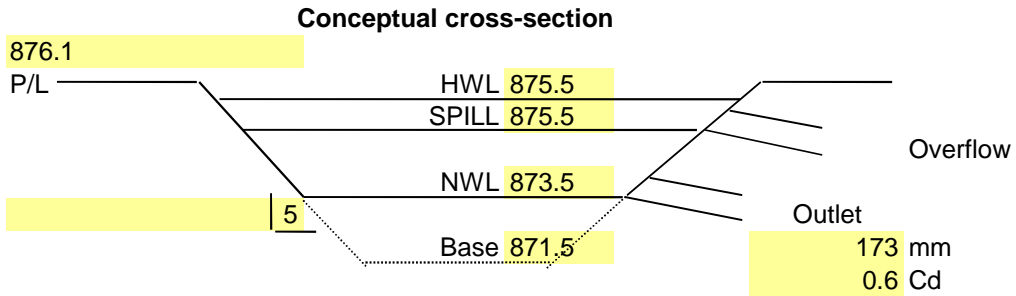 Conceptual cross-section
876.1
P/L
HWL 875.5
SPILL 875.5
Overflow
NWL 873.5
5
Outlet
Base 871.5
173 mm
0.6 Cd